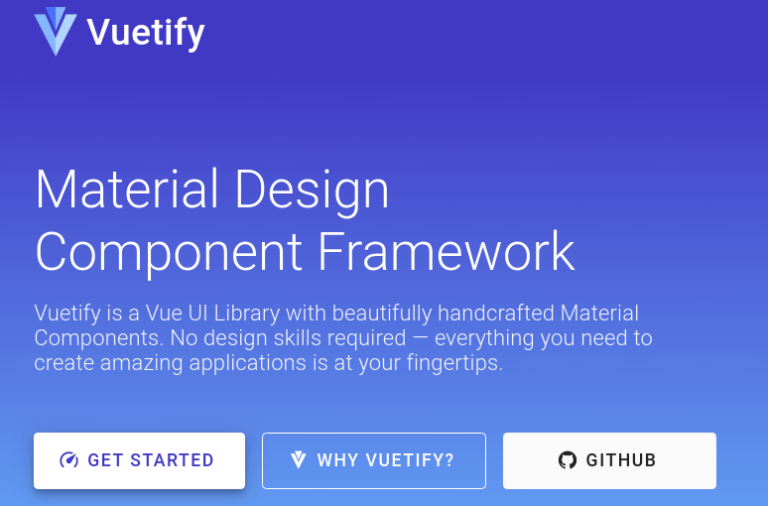 Vuetify
Material Design
Component Framework
Vuetify is a Vue UI Library with beautifully handcrafted Material
Components. No design skills required — everything you need to
create amazing applications is at your fingertips.
GET STARTED
WHY VUETIFY?
GITHUB